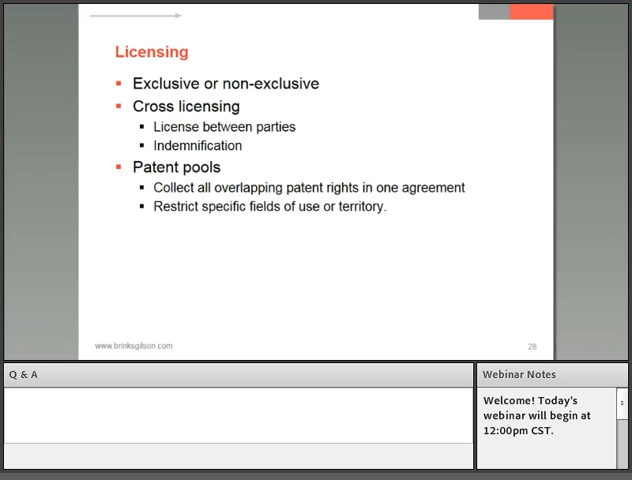 Licensing
Exclusive or non-exclusive
Cross licensing
License between parties
Indemnification
Patent pools
Collect all overlapping patent rights in one agreement
Restrict specific fields of use or territory.
www.brinksgilson.com
28
Q & A
Webinar Notes
Welcome! Today's
webinar will begin at
12:00pm CST.